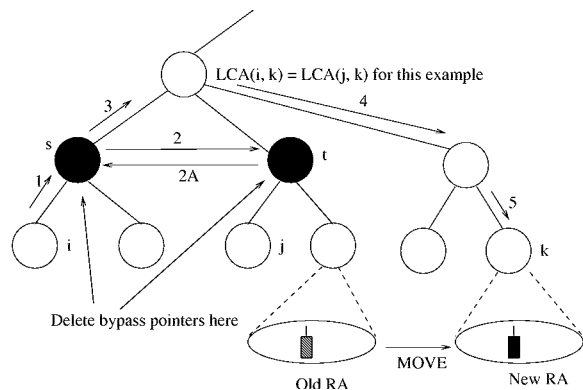 LCA(i, k) = LCA(j, k) for this example
3
4
s
2
t
2A
1
5
i
j
k
Delete bypass pointers here
MOVE
Old RA
New RA